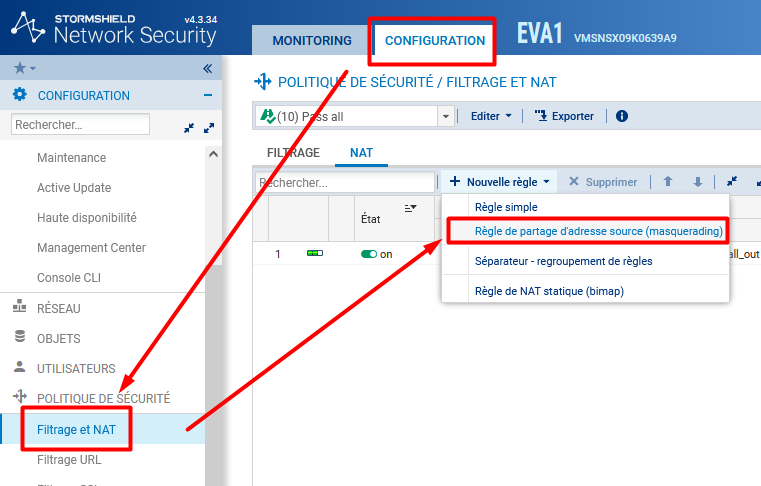 STORMSHIELD v4.3.34
Network Security
MONITORING
CONFIGURATION
EVA1 VMSNSX09K0639A9
CONFIGURATION
Rechercher...
Maintenance
Active Update
Haute disponibilité
Management Center
Console CLI
RÉSEAU
OBJETS
UTILISATEURS
POLITIQUE DE SÉCURITÉ
Filtrage et NAT
Filtrage URL
POLITIQUE DE SÉCURITÉ / FILTRAGE ET NAT
(10) Pass all
Editer
Exporter
FILTRAGE
NAT
Rechercher...
Nouvelle règle
Supprimer
Règle simple
Règle de partage d'adresse source (masquerading)
Séparateur - regroupement de règles
Règle de NAT statique (bimap)
État
1 on
all_out